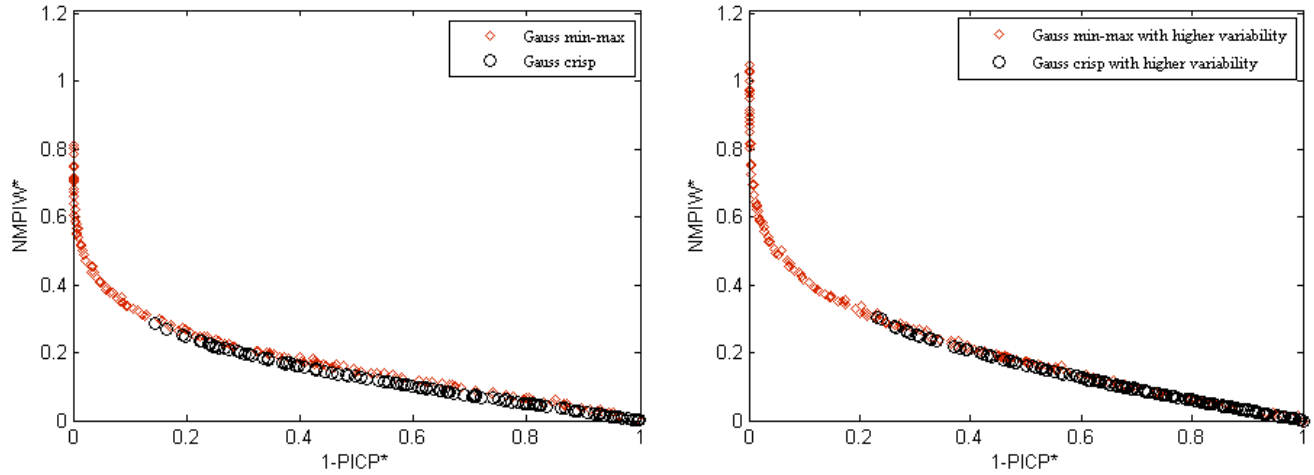 1.2
1
0.8
0.6
0.4
0.2
0
NMPIW*
Gauss min-max
Gauss crisp
0 0.2 0.4 0.6 0.8 1
1-PICP*
1.2
1
0.8
0.6
0.4
0.2
0
NMPIW*
Gauss min-max with higher variability
Gauss crisp with higher variability
0 0.2 0.4 0.6 0.8 1
1-PICP*